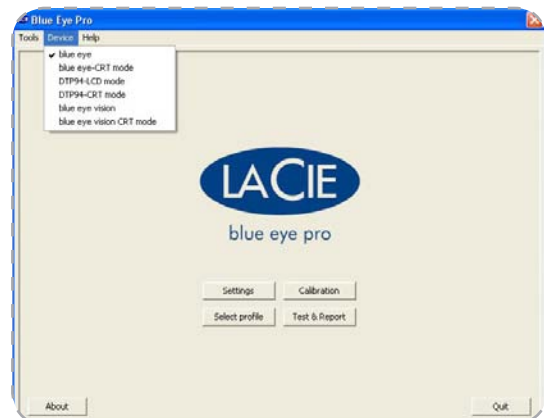 Blue Eye Pro
Tools Device Help
blue eye
blue eye-CRT mode
DTP94-LCD mode
DTP94-CRT mode
blue eye vision
blue eye vision CRT mode
LACIE
blue eye pro
Settings Calibration
Select profile Test & Report
About Quit